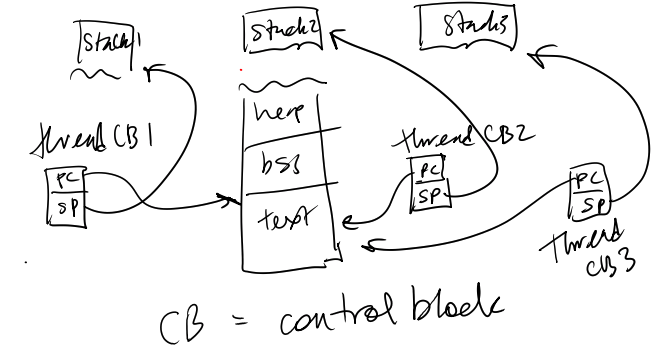 Stack1
Stack2
Stack3
heap
thread CB1
thread CB2
bss
PC
SP
PC
SP
PC
SP
text
thread
CB3
CB = control block